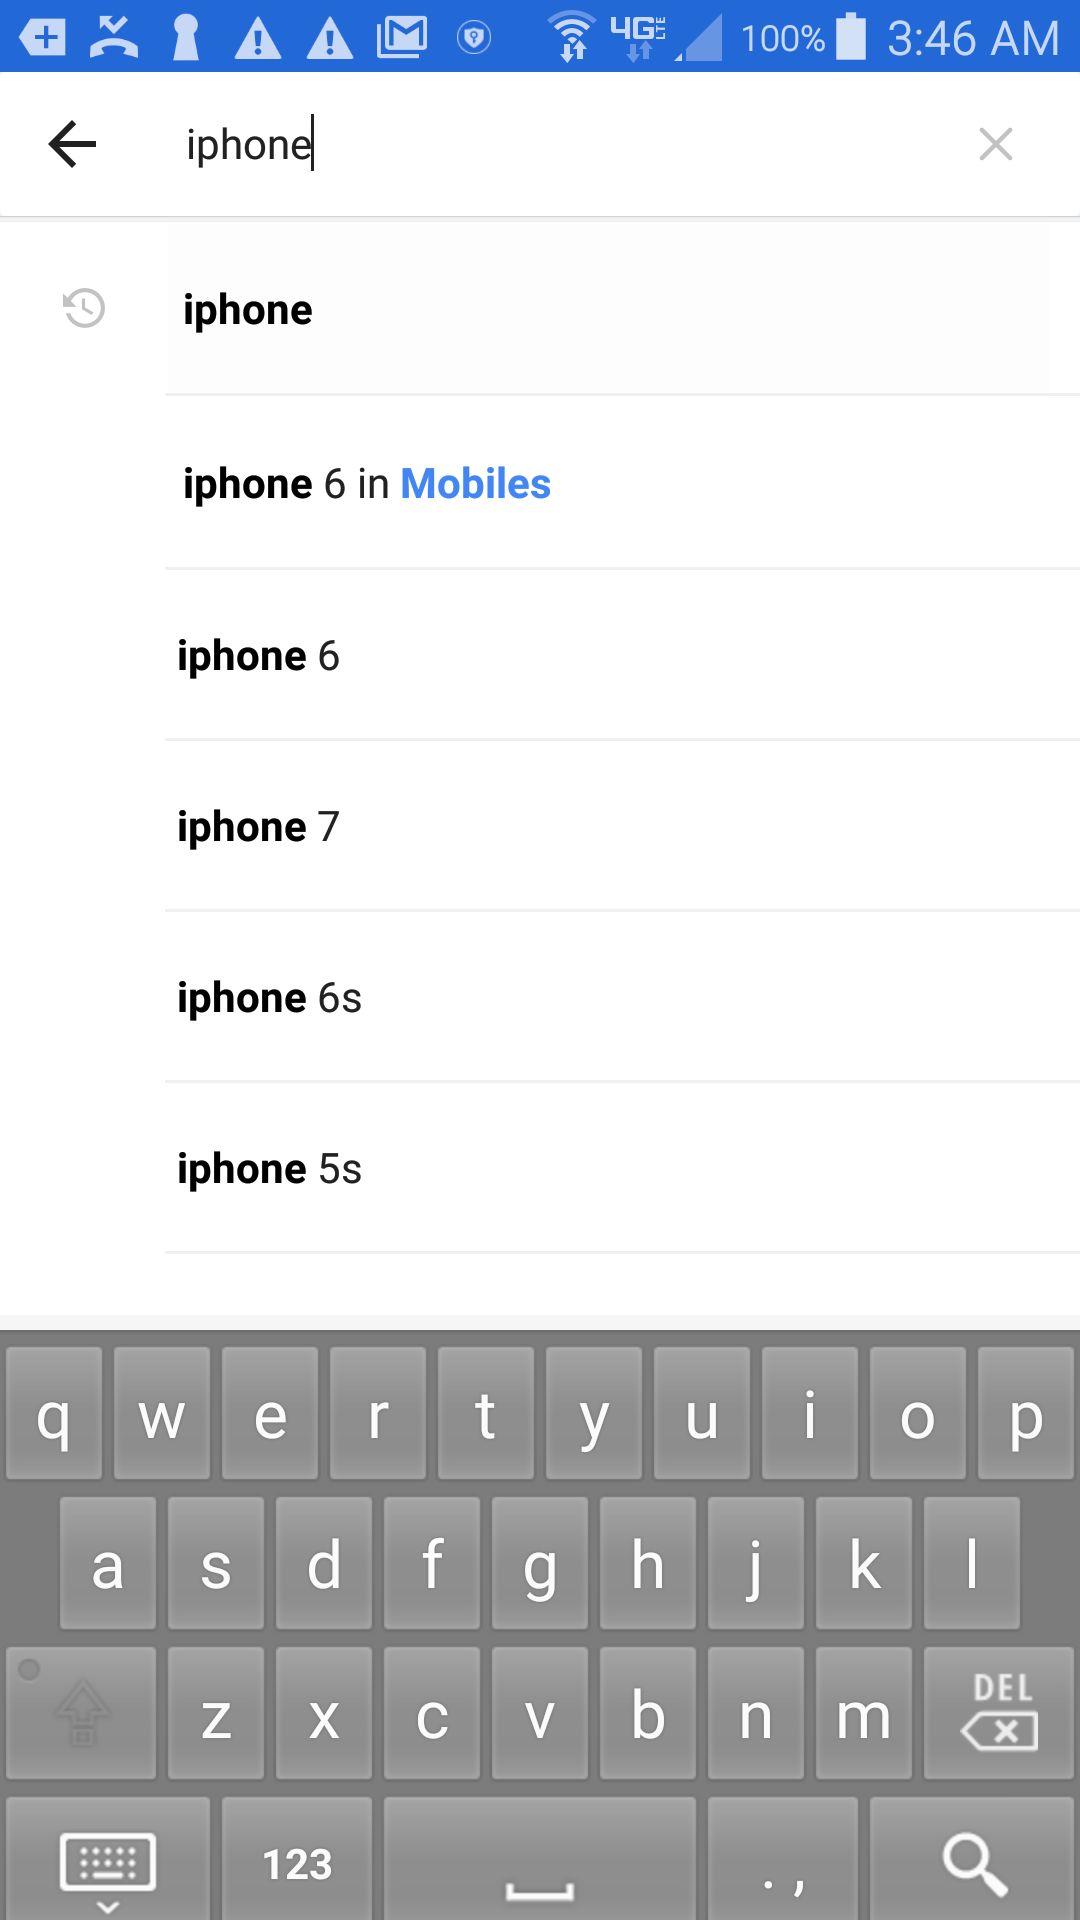 4G LTE 100% 3:46 AM
iphone
iphone
iphone 6 in Mobiles
iphone 6
iphone 7
iphone 6s
iphone 5s
q w e r t y u i o p
a s d f g h j k l
z x c v b n m DEL
123 . ,